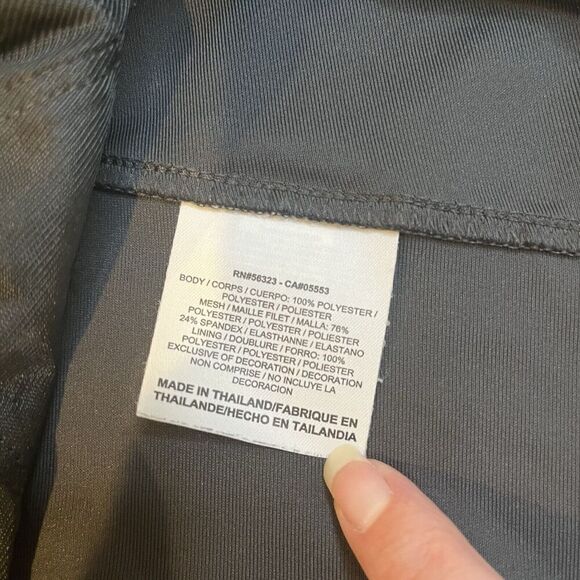 RN#56323 - CA#05553
BODY / CORPS / CUERPO: 100% POLYESTER /
POLYESTER / POLIESTER
MESH / MAILLE FILET / MALLA: 76%
POLYESTER / POLYESTER / POLIESTER
24% SPANDEX / ELASTHANNE / ELASTANO
LINING / DOUBLURE / FORRO: 100%
POLYESTER / POLYESTER / POLIESTER
EXCLUSIVE OF DECORATION / DECORATION
NON COMPRISE / NO INCLUYE LA
DECORACION
MADE IN THAILAND/FABRIQUE EN
THAILANDE/HECHO EN TAILANDIA